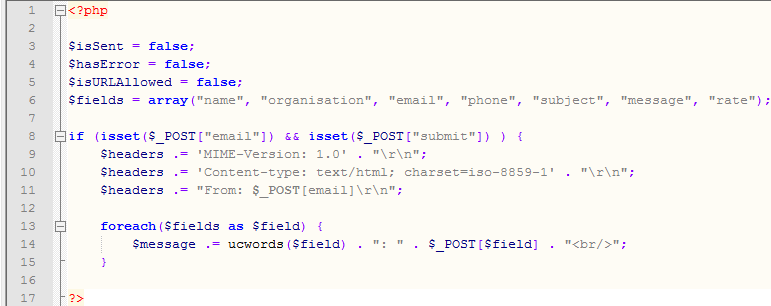 1 <?php
2
3 $isSent = false;
4 $hasError = false;
5 $isURLAllowed = false;
6 $fields = array("name", "organisation", "email", "phone", "subject", "message", "rate");
7
8 if (isset($_POST["email"]) && isset($_POST["submit"]) ) {
9     $headers .= 'MIME-Version: 1.0' . "\r\n";
10     $headers .= 'Content-type: text/html; charset=iso-8859-1' . "\r\n";
11     $headers .= "From: $_POST[email]\r\n";
12
13     foreach($fields as $field) {
14         $message .= ucwords($field) . ": " . $_POST[$field] . "<br/>";
15     }
16
17 ?>